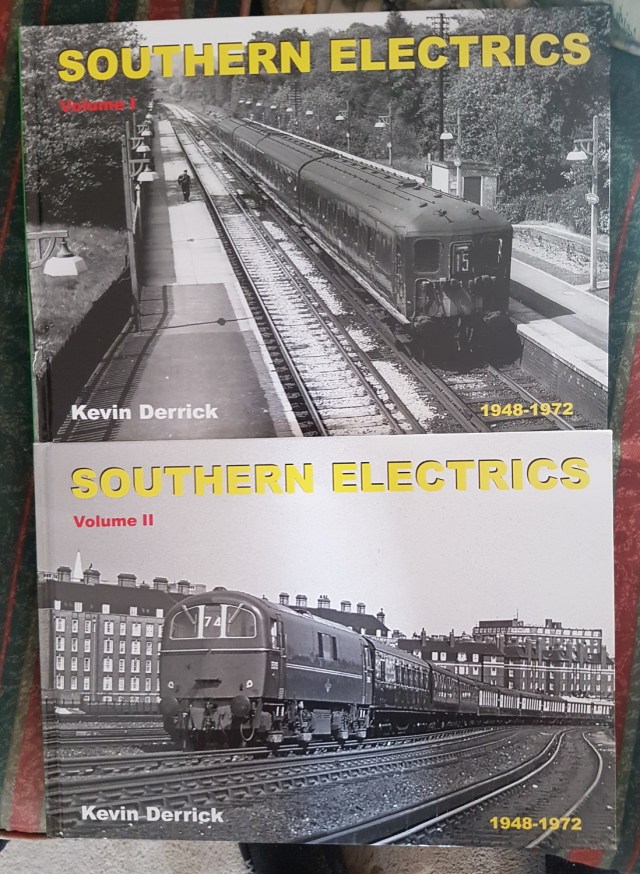 SOUTHERN ELECTRICS
Volume I
15
Kevin Derrick
1948-1972
SOUTHERN ELECTRICS
Volume II
74
Kevin Derrick
1948-1972